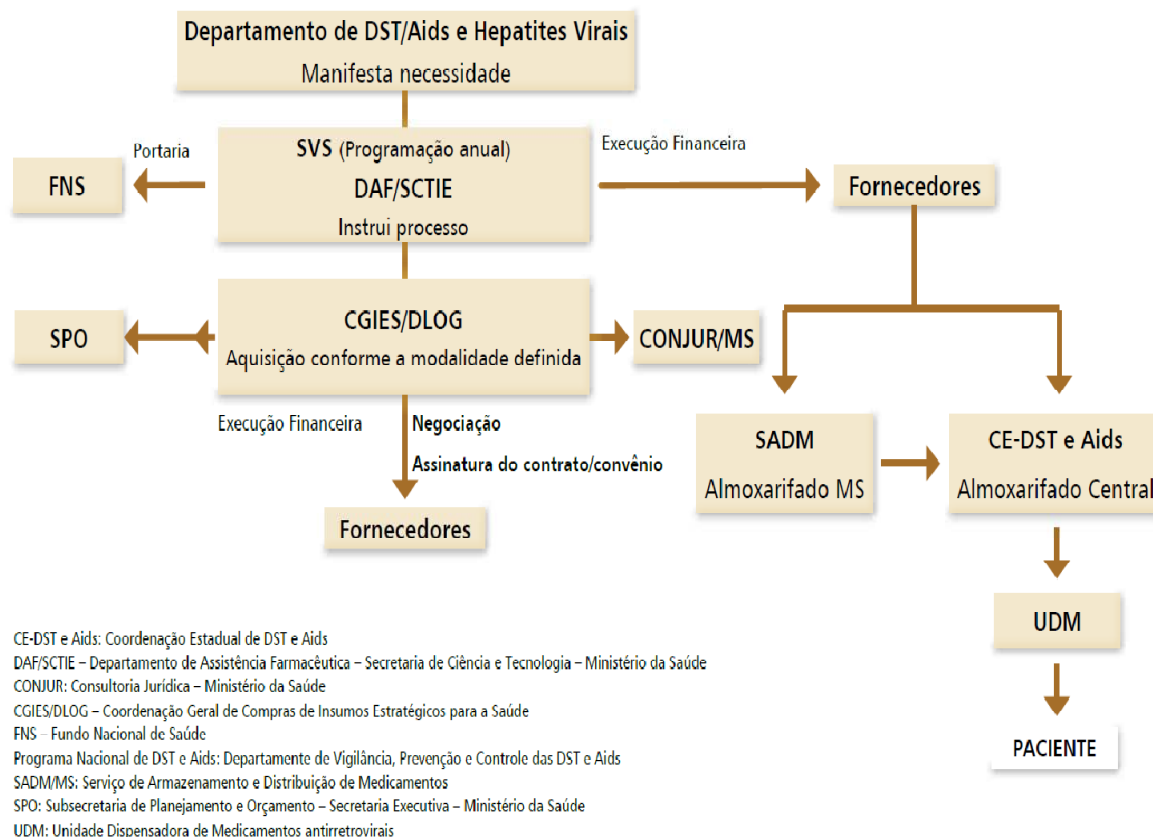 Departamento de DST/Aids e Hepatites Virais
Manifesta necessidade
Portaria
SVS (Programação anual)
Execução Financeira
FNS
DAF/SCTIE
Fornecedores
Instrui processo
SPO
CGIES/DLOG
Aquisição conforme a modalidade definida
CONJUR/MS
Execução Financeira
Negociação
Assinatura do contrato/convênio
Fornecedores
SADM
Almoxarifado MS
CE-DST e Aids
Almoxarifado Central
UDM
PACIENTE
CE-DST e Aids: Coordenação Estadual de DST e Aids
DAF/SCTIE – Departamento de Assistência Farmacêutica – Secretaria de Ciência e Tecnologia – Ministério da Saúde
CONJUR: Consultoria Jurídica – Ministério da Saúde
CGIES/DLOG – Coordenação Geral de Compras de Insumos Estratégicos para a Saúde
FNS – Fundo Nacional de Saúde
Programa Nacional de DST e Aids: Departamente de Vigilância, Prevenção e Controle das DST e Aids
SADM/MS: Serviço de Armazenamento e Distribuição de Medicamentos
SPO: Subsecretaria de Planejamento e Orçamento – Secretaria Executiva – Ministério da Saúde
UDM: Unidade Dispensadora de Medicamentos antirretrovirais